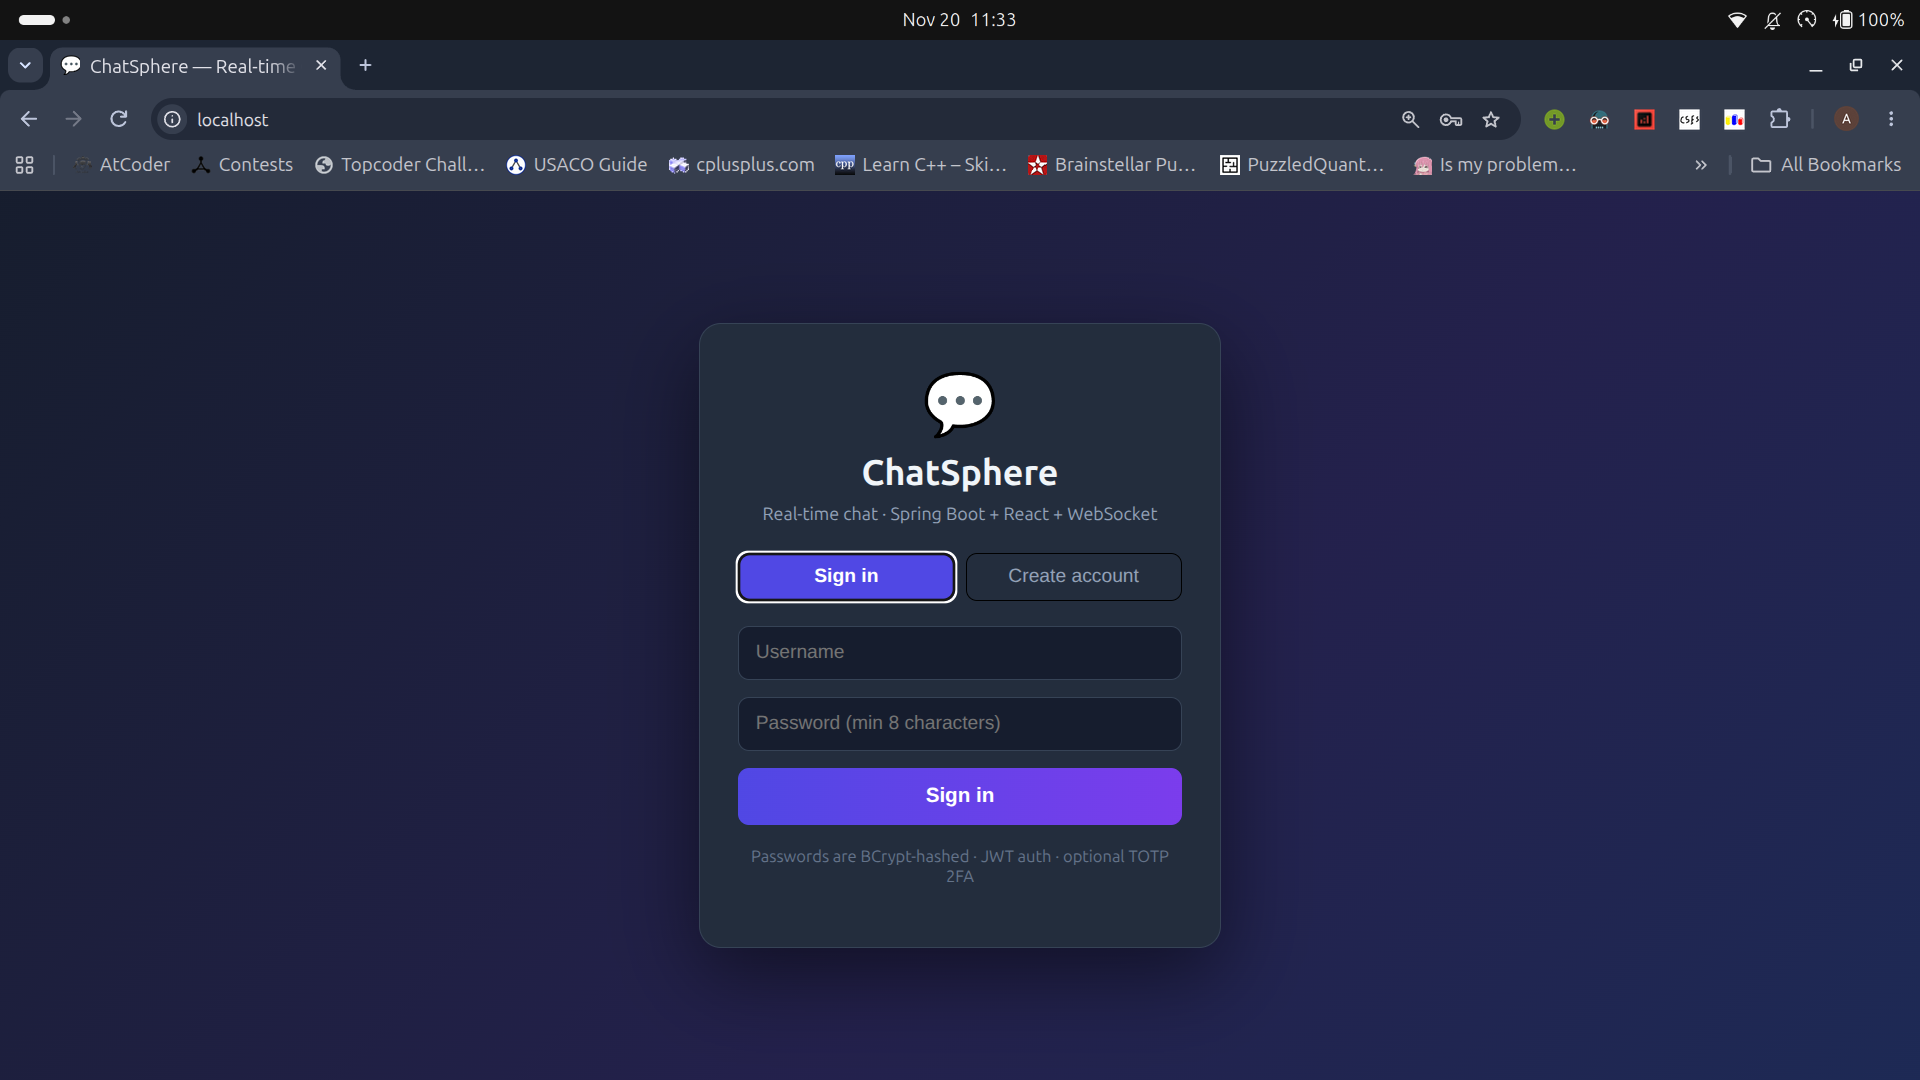 Nov 20 11:33
100%
ChatSphere — Real-time
localhost
A
AtCoder
Contests
Topcoder Chall…
USACO Guide
cplusplus.com
cpp
Learn C++ – Ski…
Brainstellar Pu…
PuzzledQuant…
Is my problem…
All Bookmarks
ChatSphere
Real-time chat · Spring Boot + React + WebSocket
Sign in
Create account
Username
Password (min 8 characters)
Sign in
Passwords are BCrypt-hashed · JWT auth · optional TOTP
2FA